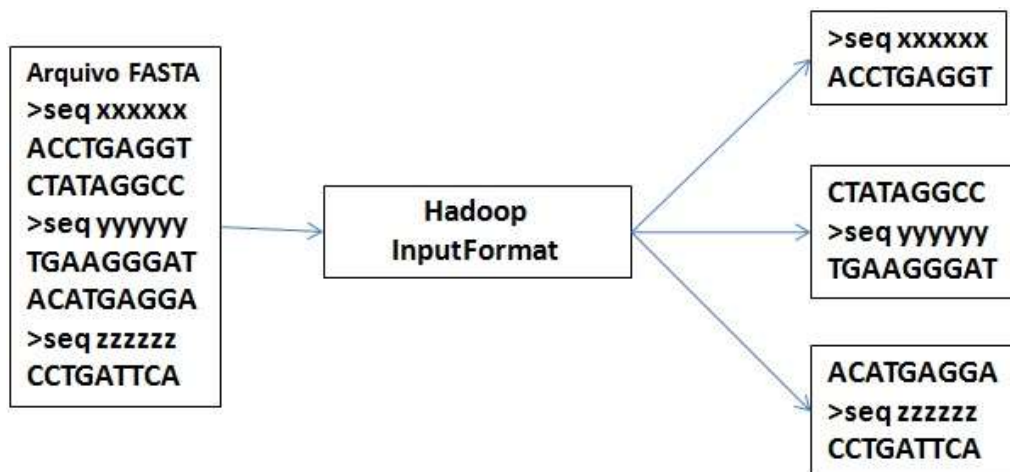 Arquivo FASTA
>seq xxxxxx
ACCTGAGGT
CTATAGGCC
>seq yyyyyy
TGAAGGGAT
ACATGAGGA
>seq zzzzzz
CCTGATTCA
Hadoop
InputFormat
>seq xxxxxx
ACCTGAGGT
CTATAGGCC
>seq yyyyyy
TGAAGGGAT
ACATGAGGA
>seq zzzzzz
CCTGATTCA